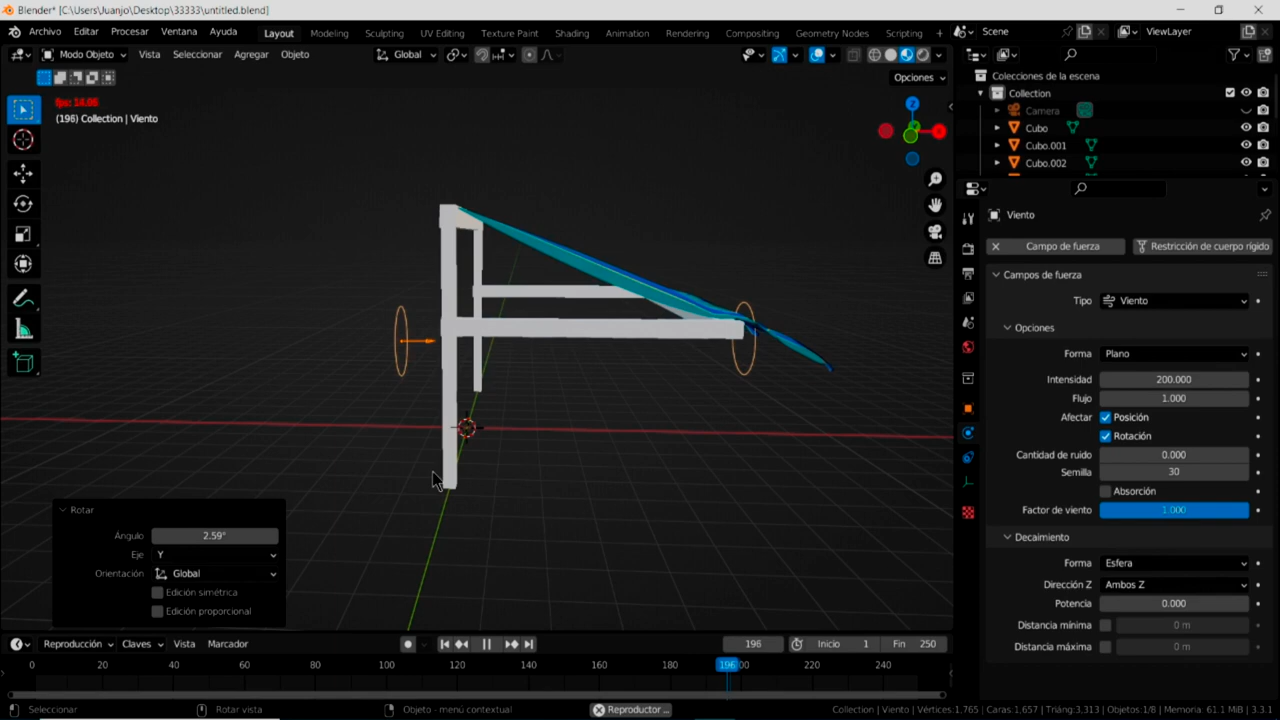 Blender* [C:\Users\Juanjo\Desktop\33333\untitled.blend]
Archivo Editar Procesar Ventana Ayuda Layout Modeling Sculpting UV Editing Texture Paint Shading Animation Rendering Compositing Geometry Nodes Scripting + Scene ViewLayer
Modo Objeto Vista Seleccionar Agregar Objeto Global
Opciones
Colecciones de la escena
Collection
Camera
Cubo
Cubo.001
Cubo.002
fps: 14.06
(196) Collection | Viento
Z
X
Viento
Campo de fuerza Restricción de cuerpo rígido
Campos de fuerza
Tipo Viento
Opciones
Forma Plano
Intensidad 200.000
Flujo 1.000
Afectar Posición
Rotación
Cantidad de ruido 0.000
Semilla 30
Absorción
Factor de viento 1.000
Decaimiento
Forma Esfera
Dirección Z Ambos Z
Potencia 0.000
Distancia mínima 0 m
Distancia máxima 0 m
Rotar
Ángulo 2.59°
Eje Y
Orientación Global
Edición simétrica
Edición proporcional
Reproducción Claves Vista Marcador 196 Inicio 1 Fin 250
0 20 40 60 80 100 120 140 160 180 196 200 220 240
Seleccionar Rotar vista Objeto - menú contextual Reproductor ... Collection | Viento | Vértices:1,765 | Caras:1,657 | Triáng:3,313 | Objetos:1/8 | Memoria: 61.1 MiB | 3.3.1